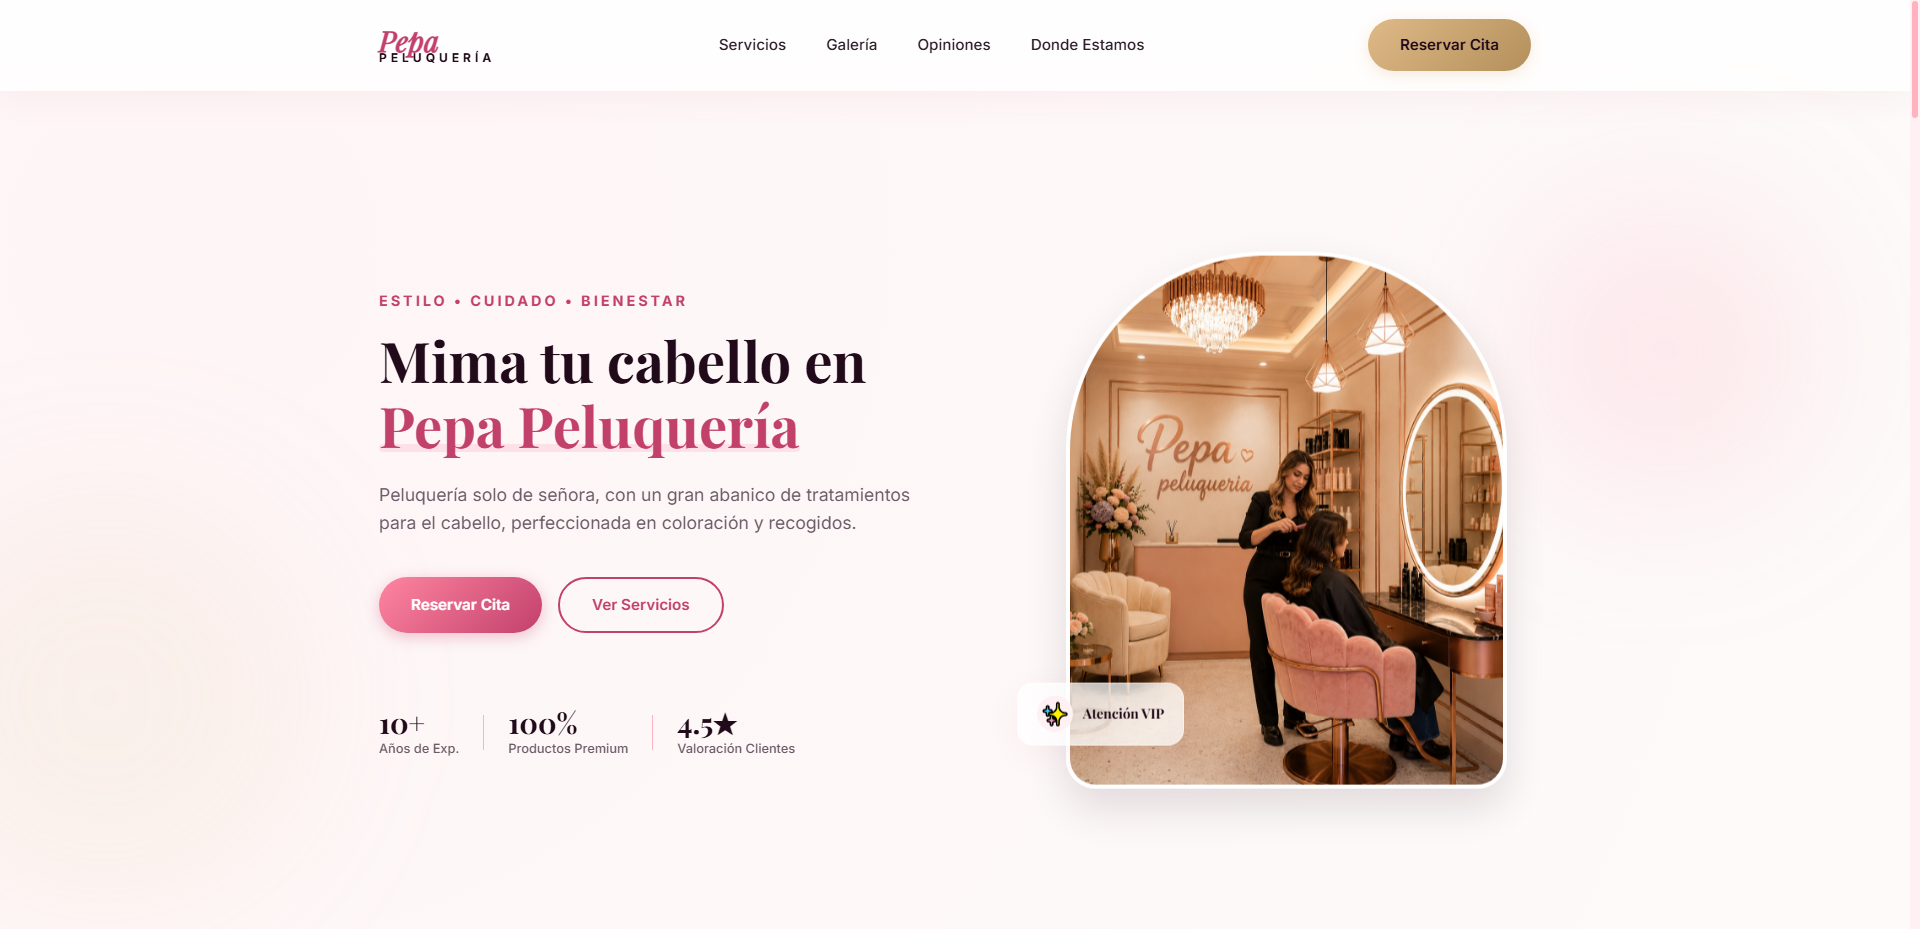 Pepa
PELUQUERÍA
Servicios
Galería
Opiniones
Donde Estamos
Reservar Cita
ESTILO • CUIDADO • BIENESTAR
Mima tu cabello en
Pepa Peluquería
Peluquería solo de señora, con un gran abanico de tratamientos
para el cabello, perfeccionada en coloración y recogidos.
Reservar Cita
Ver Servicios
10+
Años de Exp.
100%
Productos Premium
4.5★
Valoración Clientes
Pepa
peluqueria
Atención VIP